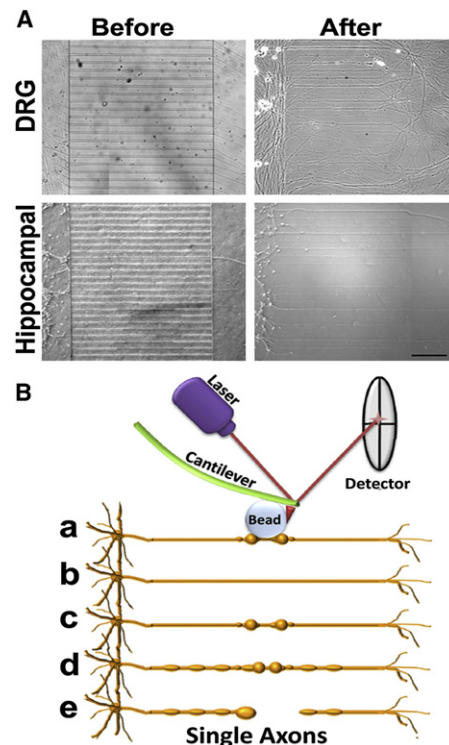 A
Before
After
DRG
Hippocampal
B
Laser
Cantilever
Detector
Bead
a
b
c
d
e
Single Axons